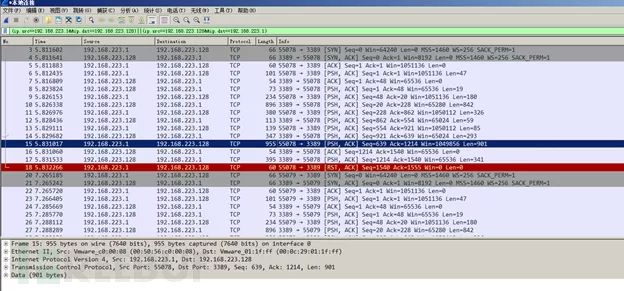 *本地连接
文件(F) 编辑(E) 视图(V) 跳转(G) 捕获(C) 分析(A) 统计(S) 电话(Y) 无线(W) 工具(T) 帮助(H)
No Time Source Destination Protocol Length Info
3 5.811602 192.168.223.1 192.168.223.128 TCP 66 55078 → 3389 [SYN] Seq=0 Win=64240 Len=0 MSS=1460 WS=256 SACK_PERM=1
4 5.811641 192.168.223.128 192.168.223.1 TCP 66 3389 → 55078 [SYN, ACK] Seq=0 Ack=1 Win=8192 Len=0 MSS=1460 WS=256 SACK_PERM=1
5 5.811883 192.168.223.1 192.168.223.128 TCP 60 55078 → 3389 [ACK] Seq=1 Ack=1 Win=1051136 Len=0
6 5.812435 192.168.223.1 192.168.223.128 TCP 101 55078 → 3389 [PSH, ACK] Seq=1 Ack=1 Win=1051136 Len=47
7 5.816809 192.168.223.128 192.168.223.1 TCP 54 3389 → 55078 [ACK] Seq=1 Ack=48 Win=65536 Len=0
8 5.823824 192.168.223.128 192.168.223.1 TCP 73 3389 → 55078 [PSH, ACK] Seq=1 Ack=48 Win=65536 Len=19
9 5.826153 192.168.223.1 192.168.223.128 TCP 234 55078 → 3389 [PSH, ACK] Seq=48 Ack=20 Win=1051136 Len=180
10 5.826338 192.168.223.128 192.168.223.1 TCP 896 3389 → 55078 [PSH, ACK] Seq=20 Ack=228 Win=65280 Len=842
11 5.826976 192.168.223.1 192.168.223.128 TCP 380 55078 → 3389 [PSH, ACK] Seq=228 Ack=862 Win=1050112 Len=326
12 5.828436 192.168.223.128 192.168.223.1 TCP 113 3389 → 55078 [PSH, ACK] Seq=862 Ack=554 Win=65024 Len=59
13 5.829111 192.168.223.1 192.168.223.128 TCP 139 55078 → 3389 [PSH, ACK] Seq=554 Ack=921 Win=1050112 Len=85
14 5.829682 192.168.223.128 192.168.223.1 TCP 347 3389 → 55078 [PSH, ACK] Seq=921 Ack=639 Win=65024 Len=293
15 5.831017 192.168.223.1 192.168.223.128 TCP 955 55078 → 3389 [PSH, ACK] Seq=639 Ack=1214 Win=1049856 Len=901
16 5.831060 192.168.223.128 192.168.223.1 TCP 54 3389 → 55078 [ACK] Seq=1214 Ack=1540 Win=65536 Len=0
17 5.831533 192.168.223.128 192.168.223.1 TCP 395 3389 → 55078 [PSH, ACK] Seq=1214 Ack=1540 Win=65536 Len=341
18 5.832266 192.168.223.1 192.168.223.128 TCP 60 55078 → 3389 [RST, ACK] Seq=1540 Ack=1555 Win=0 Len=0
20 7.265185 192.168.223.1 192.168.223.128 TCP 66 55079 → 3389 [SYN] Seq=0 Win=64240 Len=0 MSS=1460 WS=256 SACK_PERM=1
21 7.265242 192.168.223.128 192.168.223.1 TCP 66 3389 → 55079 [SYN, ACK] Seq=0 Ack=1 Win=8192 Len=0 MSS=1460 WS=256 SACK_PERM=1
22 7.265720 192.168.223.1 192.168.223.128 TCP 60 55079 → 3389 [ACK] Seq=1 Ack=1 Win=1051136 Len=0
23 7.266405 192.168.223.1 192.168.223.128 TCP 101 55079 → 3389 [PSH, ACK] Seq=1 Ack=1 Win=1051136 Len=47
24 7.285669 192.168.223.128 192.168.223.1 TCP 54 3389 → 55079 [ACK] Seq=1 Ack=48 Win=65536 Len=0
25 7.285760 192.168.223.128 192.168.223.1 TCP 73 3389 → 55079 [PSH, ACK] Seq=1 Ack=48 Win=65536 Len=19
26 7.288112 192.168.223.1 192.168.223.128 TCP 234 55079 → 3389 [PSH, ACK] Seq=48 Ack=20 Win=1051136 Len=180
27 7.288249 192.168.223.128 192.168.223.1 TCP 896 3389 → 55079 [PSH, ACK] Seq=20 Ack=228 Win=65280 Len=842
Frame 15: 955 bytes on wire (7640 bits), 955 bytes captured (7640 bits) on interface 0
Ethernet II, Src: Vmware_c0:00:08 (00:50:56:c0:00:08), Dst: Vmware_01:1f:ff (00:0c:29:01:1f:ff)
Internet Protocol Version 4, Src: 192.168.223.1, Dst: 192.168.223.128
Transmission Control Protocol, Src Port: 55078, Dst Port: 3389, Seq: 639, Ack: 1214, Len: 901
Data (901 bytes)